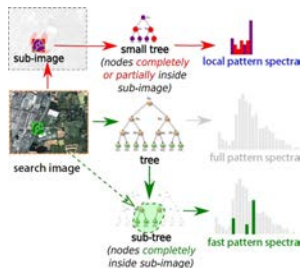 sub-image
small tree
(nodes completely
or partially inside
sub-image)
local pattern spectra
search image
tree
full pattern spectra
sub-tree
(nodes completely
inside sub-image)
fast pattern spectra